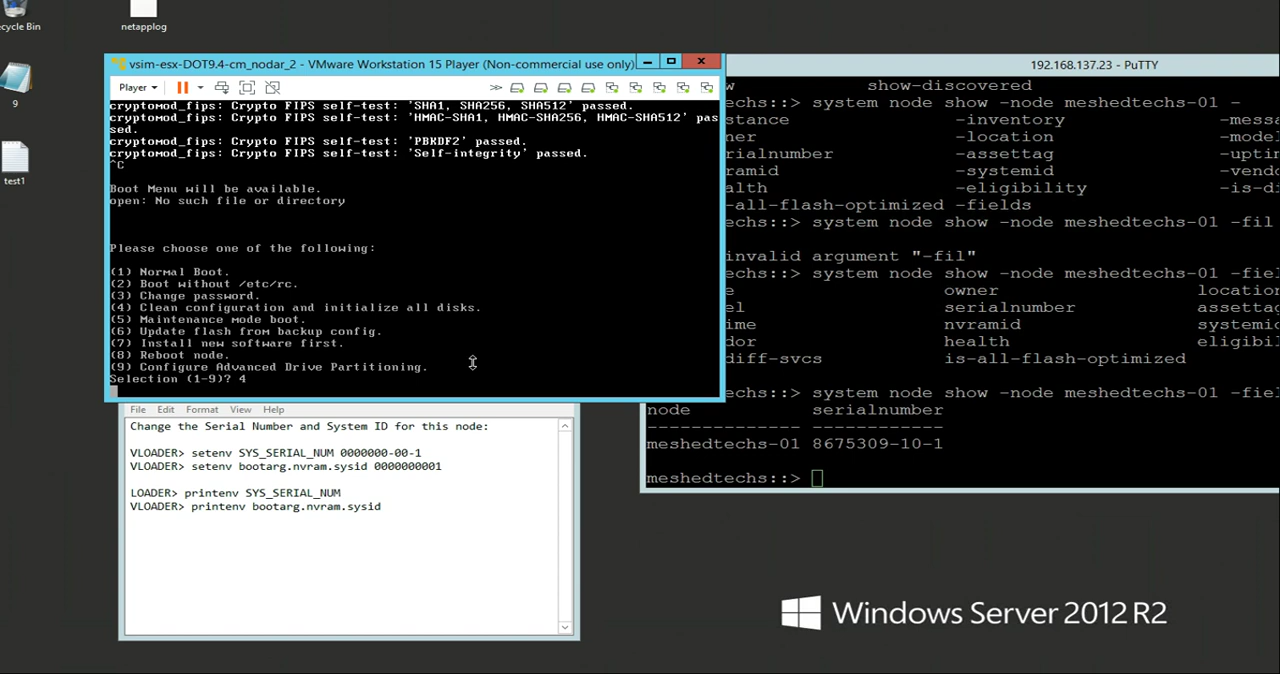 cycle Bin
netapplog
9
test1
vsim-esx-DOT9.4-cm_nodar_2 - VMware Workstation 15 Player (Non-commercial use only)
Player
cryptomod_fips: Crypto FIPS self-test: 'SHA1, SHA256, SHA512' passed.
cryptomod_fips: Crypto FIPS self-test: 'HMAC-SHA1, HMAC-SHA256, HMAC-SHA512' pas
sed.
cryptomod_fips: Crypto FIPS self-test: 'PBKDF2' passed.
cryptomod_fips: Crypto FIPS self-test: 'Self-integrity' passed.
^C
Boot Menu will be available.
open: No such file or directory
Please choose one of the following:
(1) Normal Boot.
(2) Boot without /etc/rc.
(3) Change password.
(4) Clean configuration and initialize all disks.
(5) Maintenance mode boot.
(6) Update flash from backup config.
(7) Install new software first.
(8) Reboot node.
(9) Configure Advanced Drive Partitioning.
Selection (1-9)? 4
File Edit Format View Help
Change the Serial Number and System ID for this node:
VLOADER> setenv SYS_SERIAL_NUM 0000000-00-1
VLOADER> setenv bootarg.nvram.sysid 0000000001
LOADER> printenv SYS_SERIAL_NUM
VLOADER> printenv bootarg.nvram.sysid
192.168.137.23 - PuTTY
w show-discovered
techs::> system node show -node meshedtechs-01 -
stance -inventory -messa
ner -location -model
rialnumber -assettag -uptim
ramid -systemid -vendo
alth -eligibility -is-di
-all-flash-optimized -fields
techs::> system node show -node meshedtechs-01 -fil
invalid argument "-fil"
techs::> system node show -node meshedtechs-01 -fiel
e owner location
el serialnumber assettag
ime nvramid systemi
dor health eligibi
diff-svcs is-all-flash-optimized
techs::> system node show -node meshedtechs-01 -fiel
node serialnumber
-------------- ------------
meshedtechs-01 8675309-10-1
meshedtechs::>
Windows Server 2012 R2